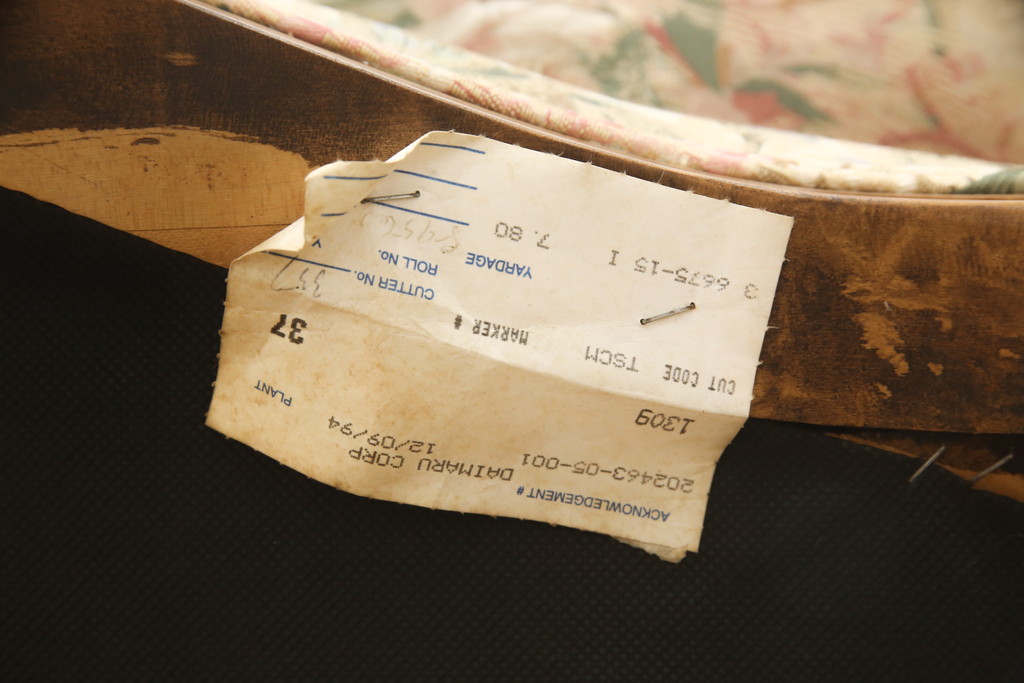 ACKNOWLEDGEMENT #
202463-05-001 DAIMARU CORP
12/09/94
1309 PLANT
37
CUT CODE TSCM MARKER #
CUTTER No.
3 6675-15 I YARDAGE ROLL No.
7.80